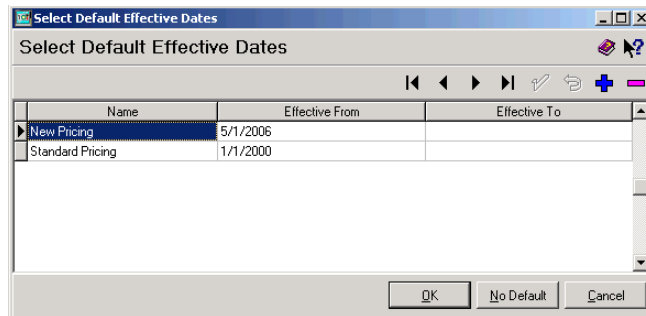 Select Default Effective Dates
Select Default Effective Dates
Name Effective From Effective To
New Pricing 5/1/2006
Standard Pricing 1/1/2000
OK No Default Cancel